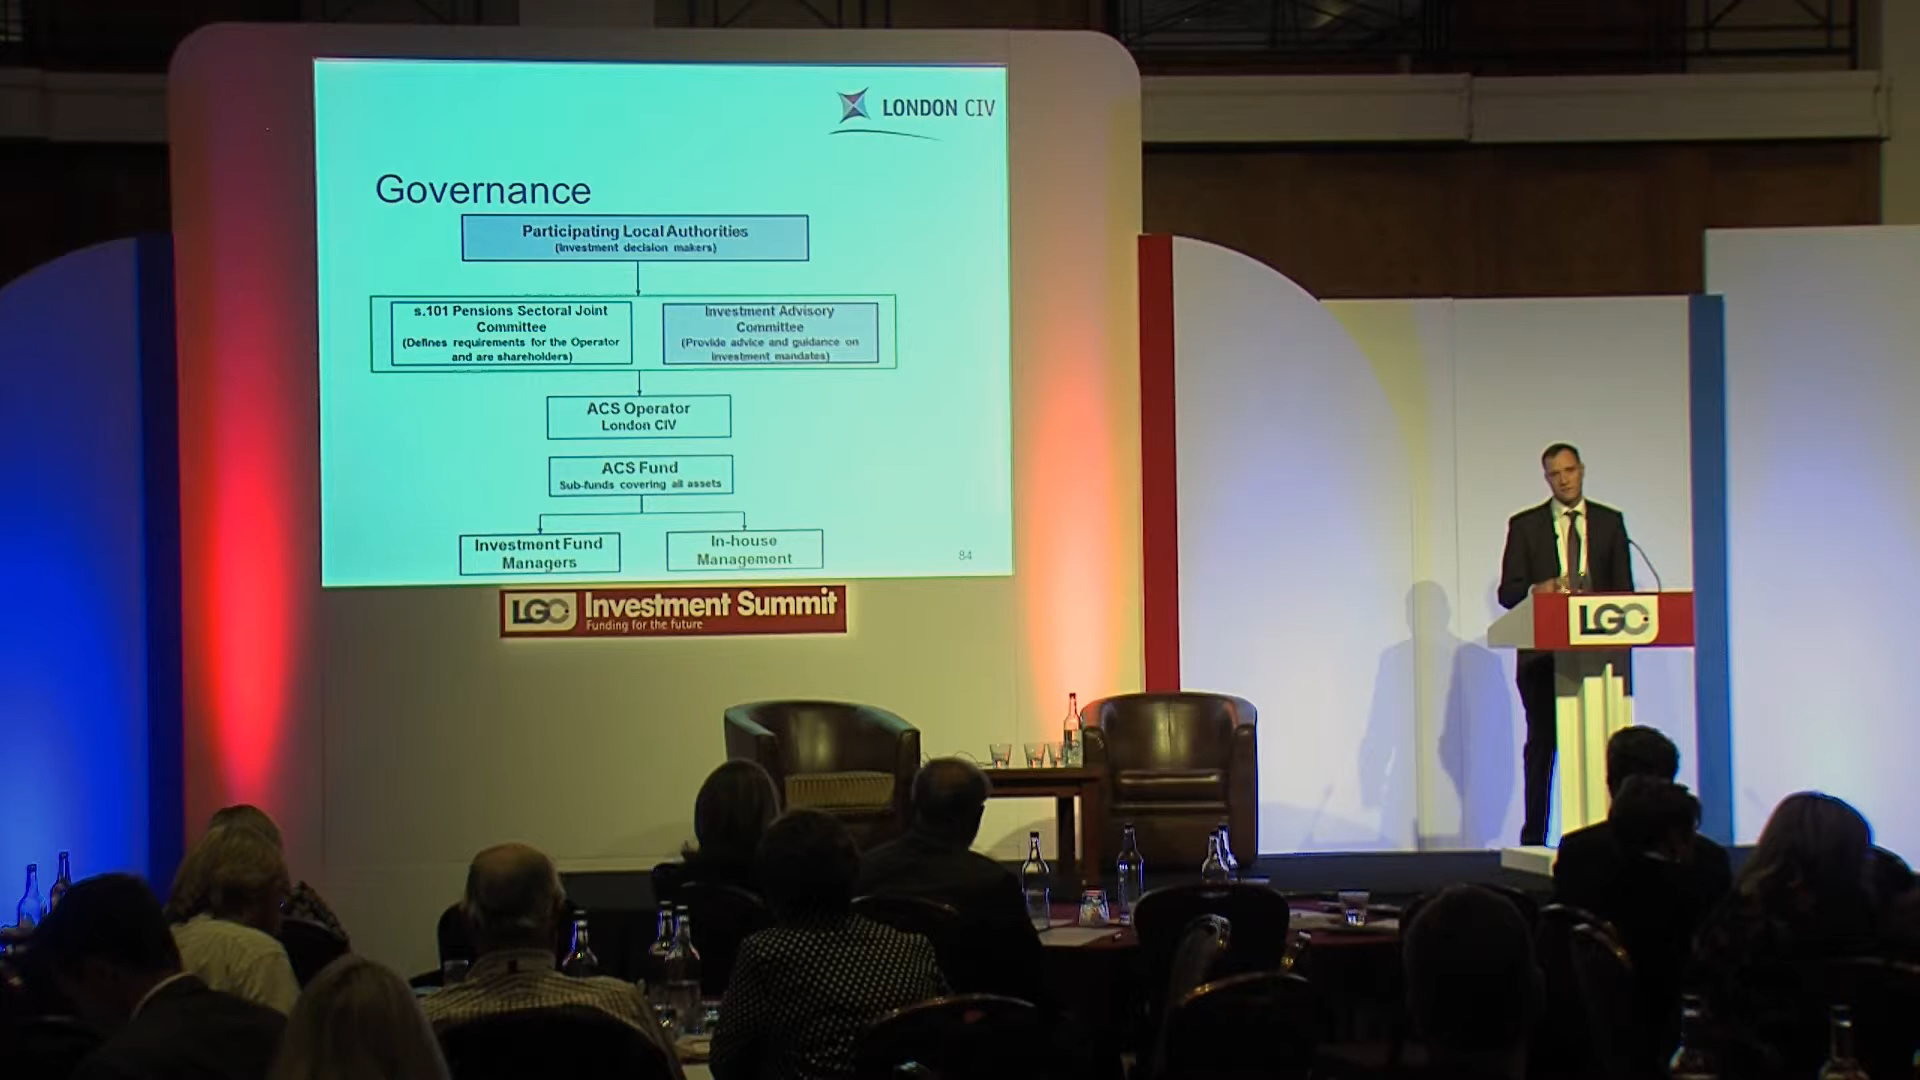 LONDON CIV
Governance
Participating Local Authorities
(Investment decision makers)
s.101 Pensions Sectoral Joint
Committee
(Defines requirements for the Operator
and are shareholders)
Investment Advisory
Committee
(Provide advice and guidance on
investment mandates)
ACS Operator
London CIV
ACS Fund
Sub-funds covering all assets
Investment Fund
Managers
In-house
Management
84
LGC Investment Summit
Funding for the future
LGC